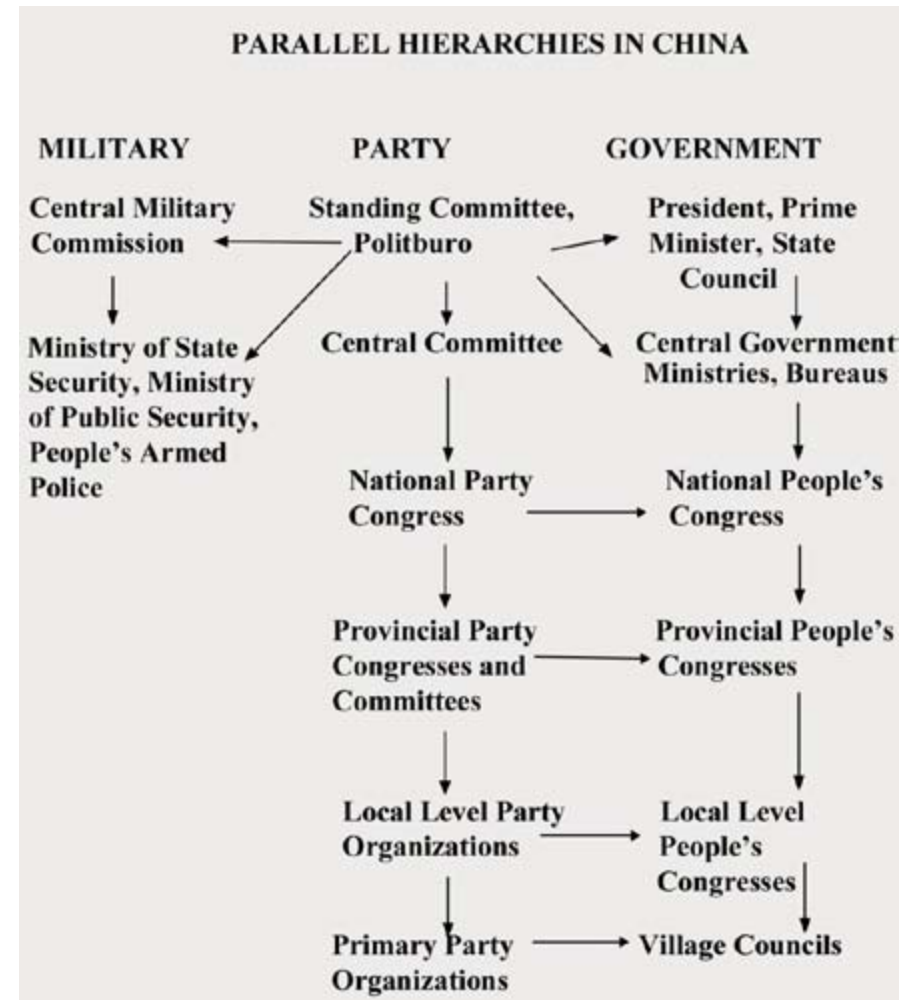 PARALLEL HIERARCHIES IN CHINA
MILITARY
Central Military
Commission
Ministry of State
Security, Ministry
of Public Security,
People's Armed
Police
PARTY
Standing Committee,
Politburo
Central Committee
National Party
Congress
Provincial Party
Congresses and
Committees
Local Level Party
Organizations
Primary Party
Organizations
GOVERNMENT
President, Prime
Minister, State
Council
Central Government
Ministries, Bureaus
National People's
Congress
Provincial People's
Congresses
Local Level
People's
Congresses
Village Councils